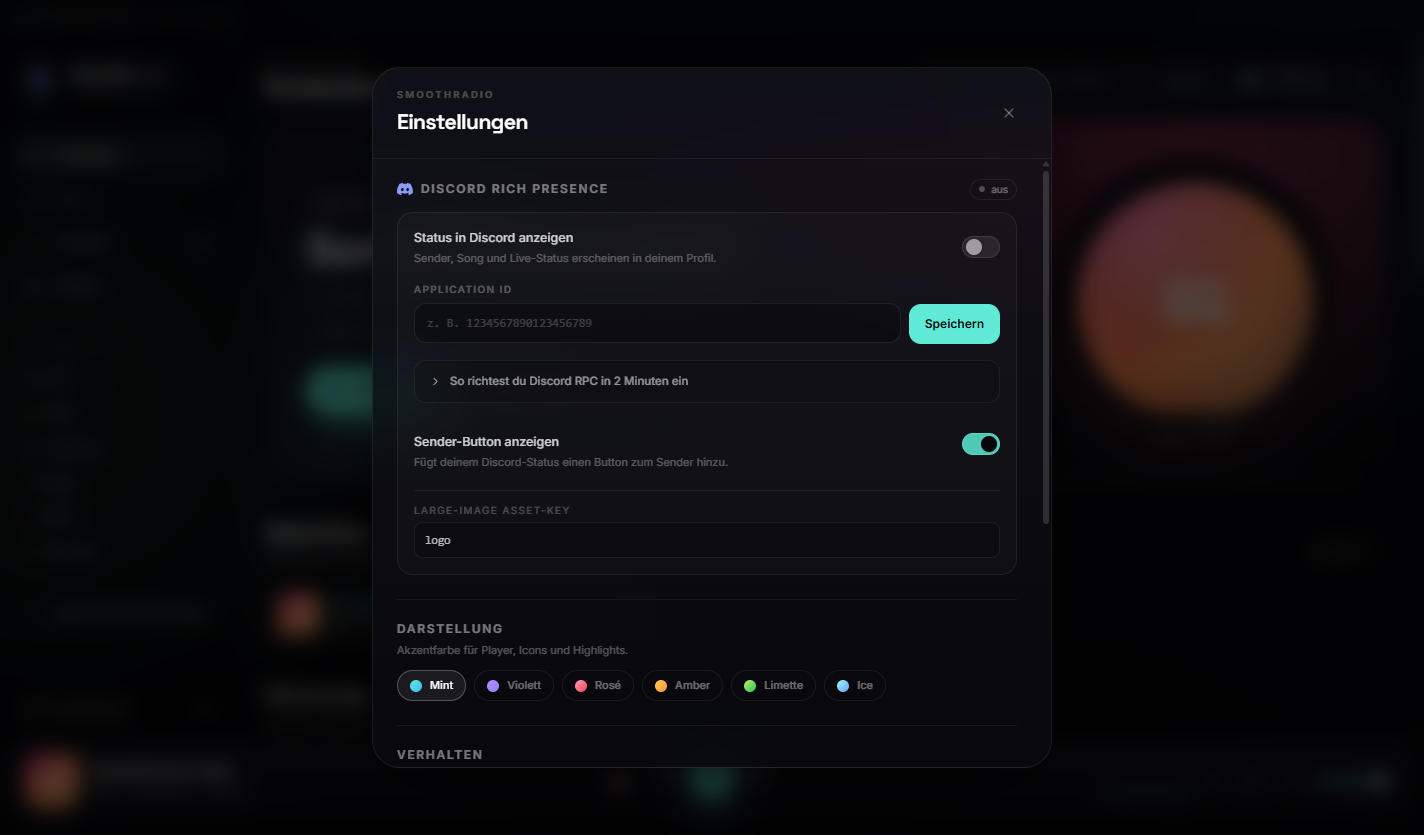 SMOOTHRADIO
Einstellungen
DISCORD RICH PRESENCE
aus
Status in Discord anzeigen
Sender, Song und Live-Status erscheinen in deinem Profil.
APPLICATION ID
z. B. 1234567890123456789
Speichern
So richtest du Discord RPC in 2 Minuten ein
Sender-Button anzeigen
Fügt deinem Discord-Status einen Button zum Sender hinzu.
LARGE-IMAGE ASSET-KEY
logo
DARSTELLUNG
Akzentfarbe für Player, Icons und Highlights.
Mint Violett Rosé Amber Limette Ice
VERHALTEN